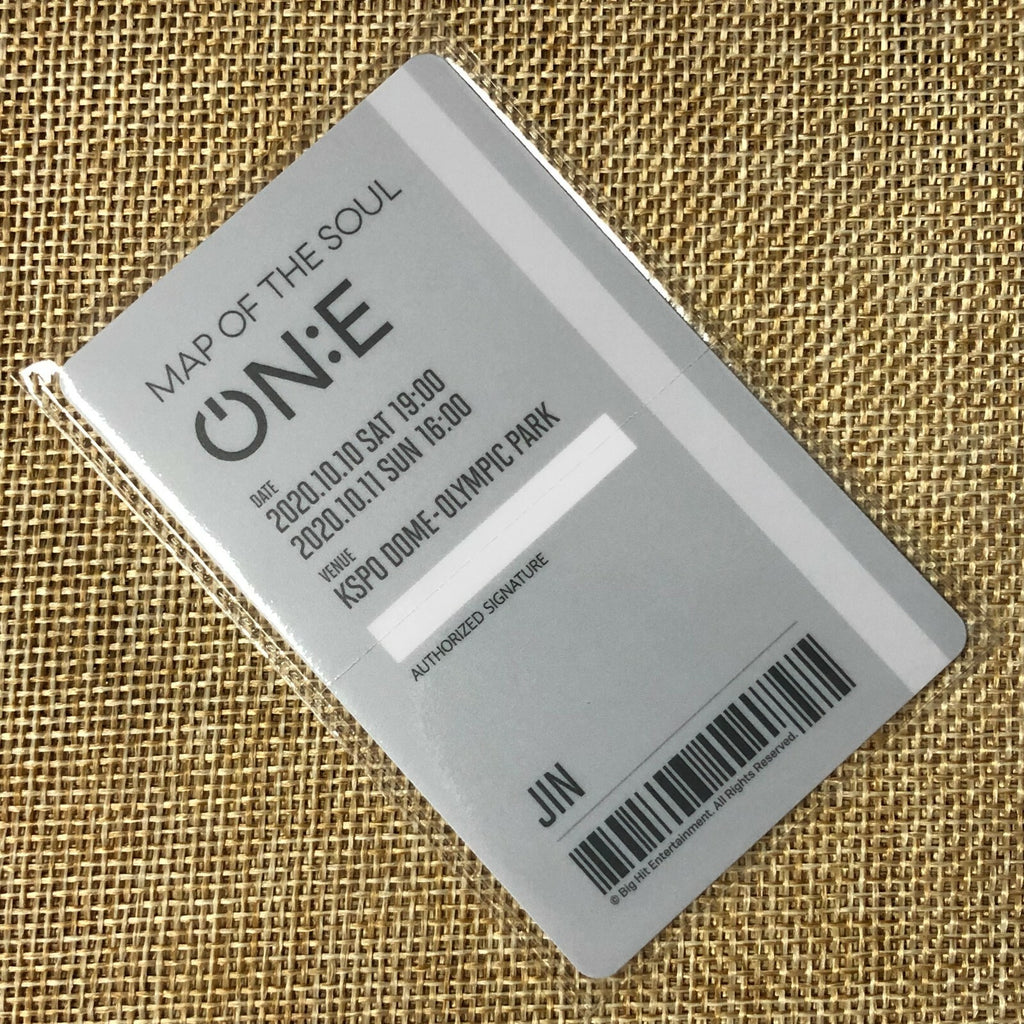 MAP OF THE SOUL
ON:E
DATE
2020.10.10 SAT 19:00
2020.10.11 SUN 16:00
VENUE
KSPO DOME-OLYMPIC PARK
AUTHORIZED SIGNATURE
JIN
© Big Hit Entertainment. All Rights Reserved.